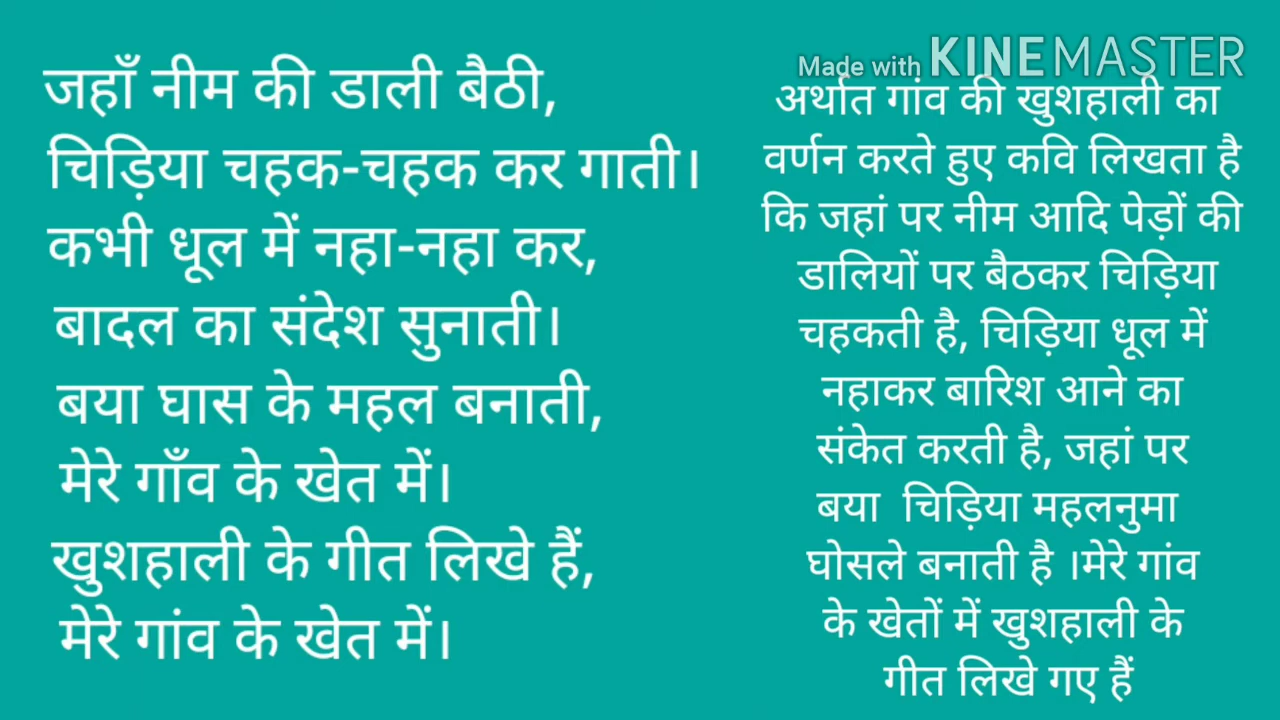 जहाँ नीम की डाली बैठी,
चिड़िया चहक-चहक कर गाती।
कभी धूल में नहा-नहा कर,
बादल का संदेश सुनाती।
बया घास के महल बनाती,
मेरे गाँव के खेत में।
खुशहाली के गीत लिखे हैं,
मेरे गांव के खेत में।
Made with KINEMASTER
अर्थात गांव की खुशहाली का
वर्णन करते हुए कवि लिखता है
कि जहां पर नीम आदि पेड़ों की
डालियों पर बैठकर चिड़िया
चहकती है, चिड़िया धूल में
नहाकर बारिश आने का
संकेत करती है, जहां पर
बया चिड़िया महलनुमा
घोसले बनाती है ।मेरे गांव
के खेतों में खुशहाली के
गीत लिखे गए हैं